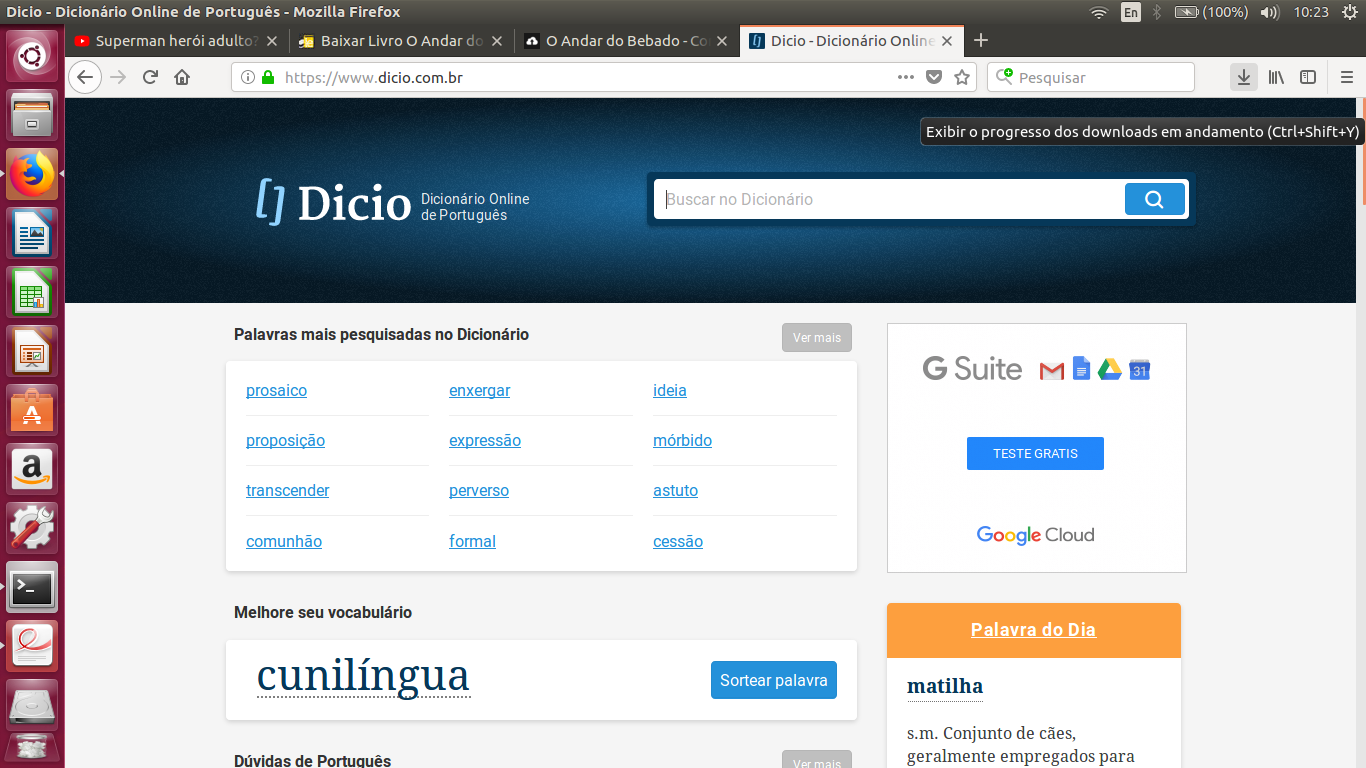 Dicio - Dicionário Online de Português - Mozilla Firefox
En
(100%)
10:23
Superman herói adulto?
Baixar Livro O Andar do
O Andar do Bebado - Co
Dicio - Dicionário Online
https://www.dicio.com.br
Pesquisar
Exibir o progresso dos downloads em andamento (Ctrl+Shift+Y)
Dicio
Dicionário Online
de Português
Buscar no Dicionário
Palavras mais pesquisadas no Dicionário
Ver mais
prosaico
enxergar
ideia
proposição
expressão
mórbido
transcender
perverso
astuto
comunhão
formal
cessão
G Suite
31
TESTE GRATIS
Google Cloud
Melhore seu vocabulário
cunilíngua
Sortear palavra
Palavra do Dia
matilha
s.m. Conjunto de cães,
geralmente empregados para
Dúvidas de Português
Ver mais